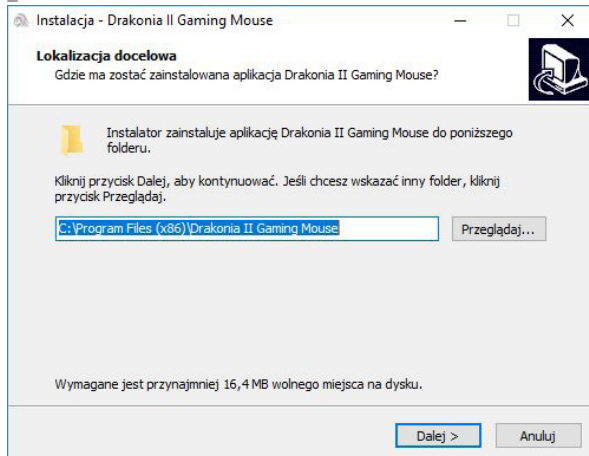 Instalacja - Drakonia II Gaming Mouse
Lokalizacja docelowa
Gdzie ma zostać zainstalowana aplikacja Drakonia II Gaming Mouse?
Instalator zainstaluje aplikację Drakonia II Gaming Mouse do poniższego
folderu.
Kliknij przycisk Dalej, aby kontynuować. Jeśli chcesz wskazać inny folder, kliknij
przycisk Przeglądaj.
C:\Program Files (x86)\Drakonia II Gaming Mouse
Przeglądaj...
Wymagane jest przynajmniej 16,4 MB wolnego miejsca na dysku.
Dalej >
Anuluj